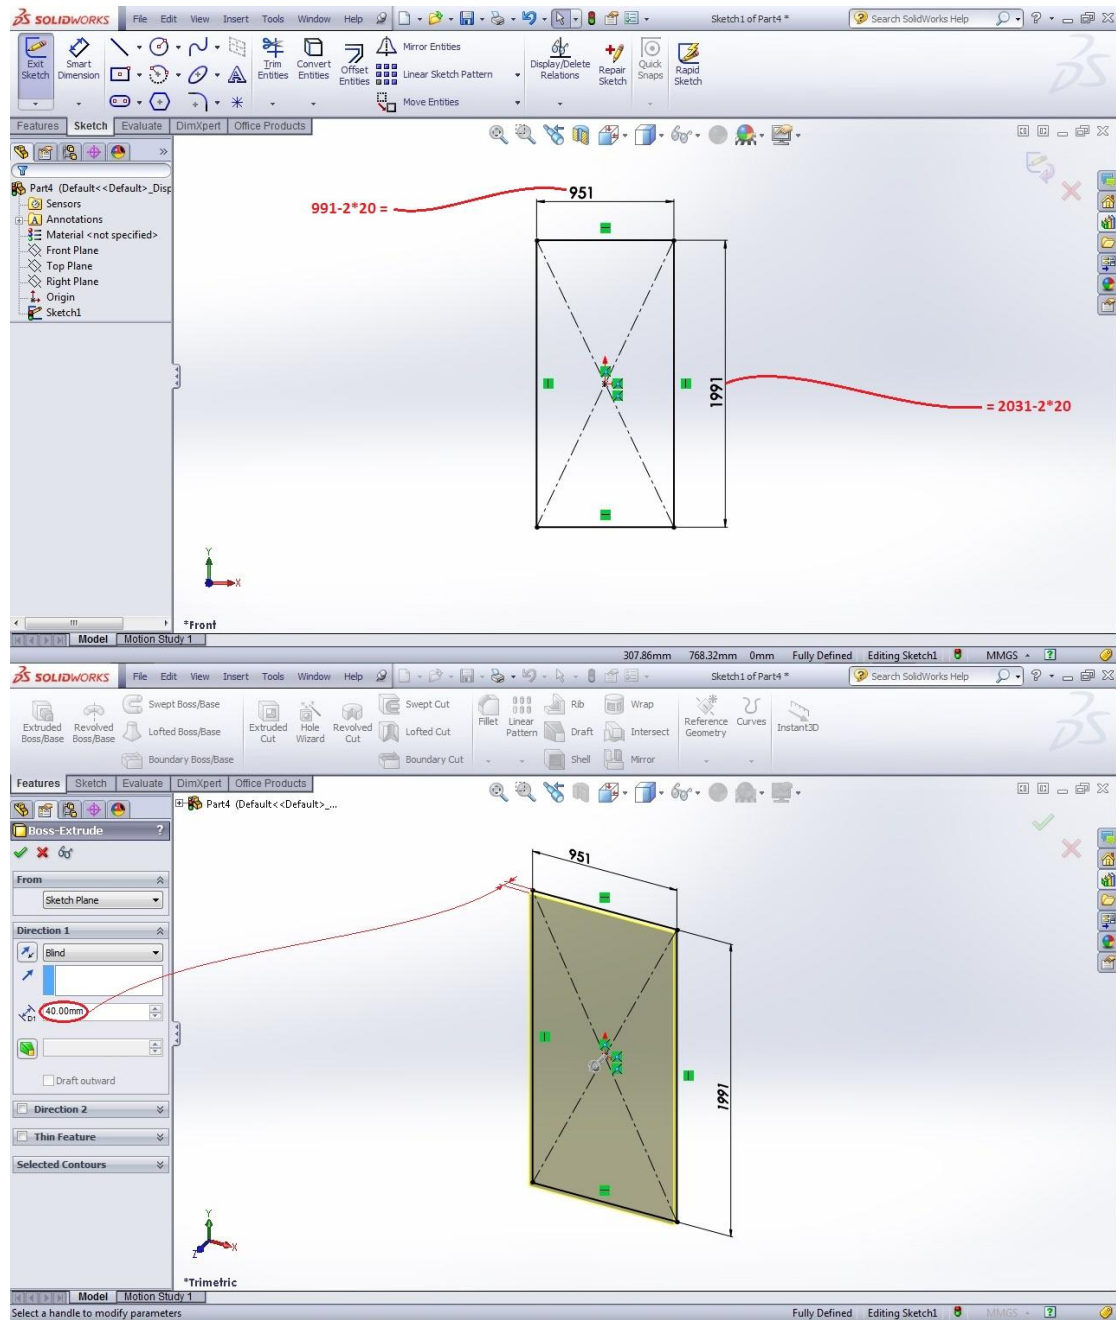 SOLIDWORKS File Edit View Insert Tools Window Help Sketch1 of Part4 * Search SolidWorks Help
Exit Sketch
Smart Dimension
Trim Entities
Convert Entities
Offset Entities
Mirror Entities
Linear Sketch Pattern
Move Entities
Display/Delete Relations
Repair Sketch
Quick Snaps
Rapid Sketch
Features Sketch Evaluate DimXpert Office Products
Part4 (Default<<Default>_Disp
Sensors
Annotations
Material <not specified>
Front Plane
Top Plane
Right Plane
Origin
Sketch1
991-2*20 =
951
1991
= 2031-2*20
Y
X
*Front
Model Motion Study 1
307.86mm 768.32mm 0mm Fully Defined Editing Sketch1 MMGS
SOLIDWORKS File Edit View Insert Tools Window Help Sketch1 of Part4 * Search SolidWorks Help
Extruded Boss/Base
Revolved Boss/Base
Swept Boss/Base
Lofted Boss/Base
Boundary Boss/Base
Extruded Cut
Hole Wizard
Revolved Cut
Swept Cut
Lofted Cut
Boundary Cut
Fillet
Linear Pattern
Rib
Draft
Shell
Wrap
Intersect
Mirror
Reference Geometry
Curves
Instant3D
Features Sketch Evaluate DimXpert Office Products
Part4 (Default<<Default>_...
Boss-Extrude ?
From
Sketch Plane
Direction 1
Blind
D1
40.00mm
Draft outward
Direction 2
Thin Feature
Selected Contours
951
1991
Y
X
Z
*Trimetric
Model Motion Study 1
Select a handle to modify parameters Fully Defined Editing Sketch1 MMGS